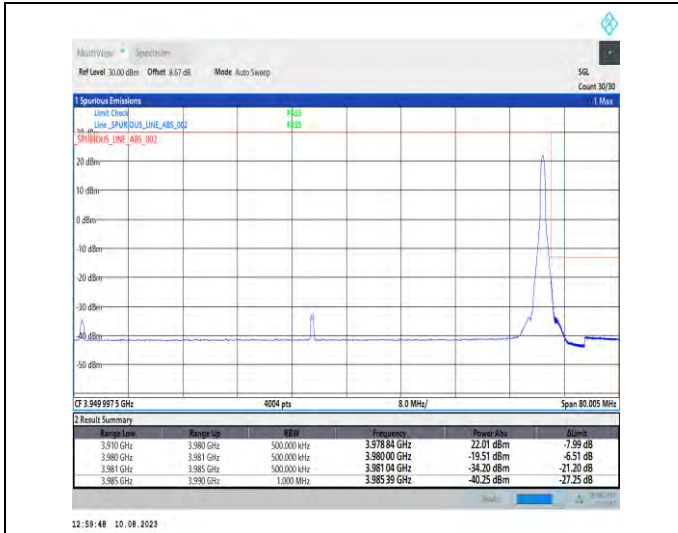 MultiView Spectrum
Ref Level 30.00 dBm Offset 8.67 dB Mode Auto Sweep SGL
Count 30/30
1 Spurious Emissions 1 Max
Limit Check PASS
Line _SPURIOUS_LINE_ABS_002 PASS
_SPURIOUS_LINE_ABS_002
20 dBm
10 dBm
0 dBm
-10 dBm
-20 dBm
-30 dBm
-40 dBm
-50 dBm
CF 3.949 997 5 GHz 4004 pts 8.0 MHz/ Span 80.005 MHz
2 Result Summary
Range Low Range Up RBW Frequency Power Abs ΔLimit
3.910 GHz 3.980 GHz 500.000 kHz 3.978 84 GHz 22.01 dBm -7.99 dB
3.980 GHz 3.981 GHz 500.000 kHz 3.980 00 GHz -19.51 dBm -6.51 dB
3.981 GHz 3.985 GHz 500.000 kHz 3.981 04 GHz -34.20 dBm -21.20 dB
3.985 GHz 3.990 GHz 1.000 MHz 3.985 39 GHz -40.25 dBm -27.25 dB
12:59:48 10.08.2023